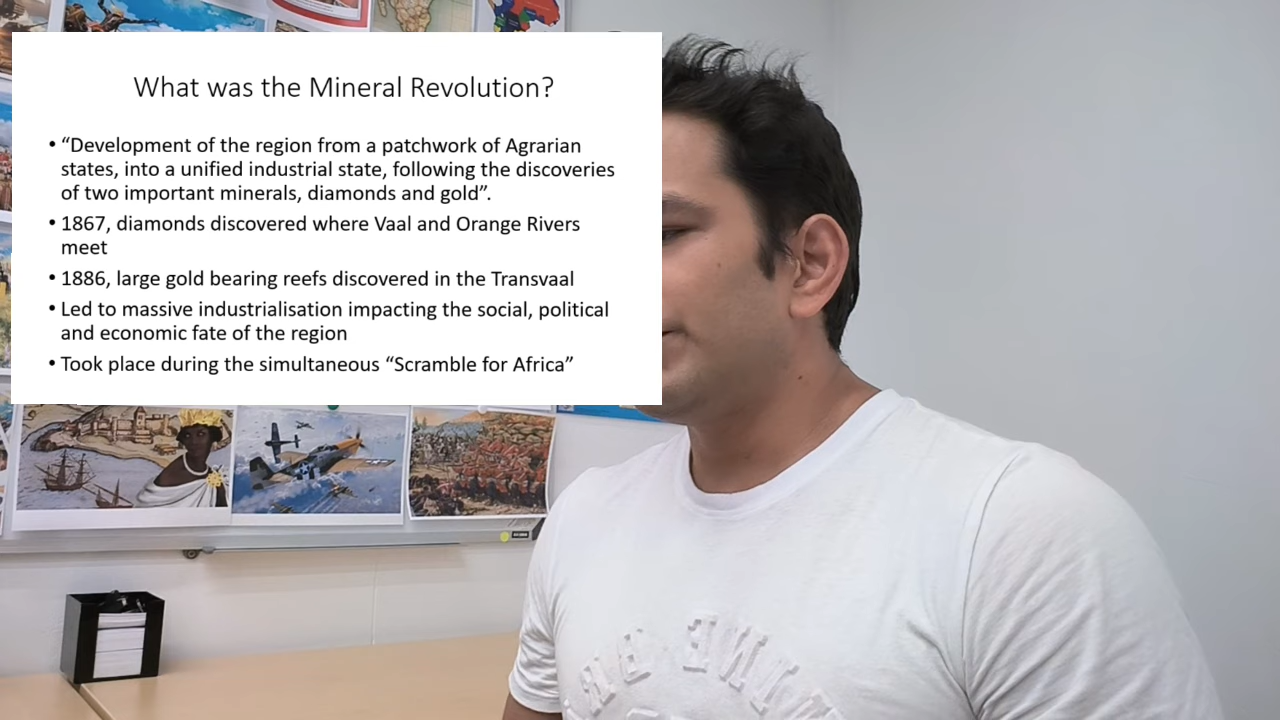 What was the Mineral Revolution?
• “Development of the region from a patchwork of Agrarian
states, into a unified industrial state, following the discoveries
of two important minerals, diamonds and gold”.
• 1867, diamonds discovered where Vaal and Orange Rivers
meet
• 1886, large gold bearing reefs discovered in the Transvaal
• Led to massive industrialisation impacting the social, political
and economic fate of the region
• Took place during the simultaneous “Scramble for Africa”